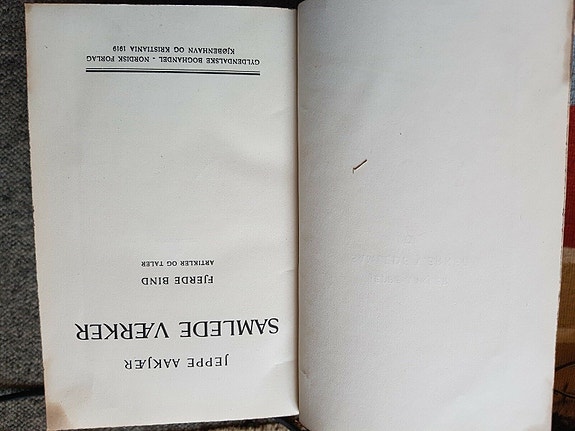 JEPPE AAKJÆR
SAMLEDE VÆRKER
FJERDE BIND
ARTIKLER OG TALER
GYLDENDALSKE BOGHANDEL - NORDISK FORLAG
KJØBENHAVN OG KRISTIANIA 1919